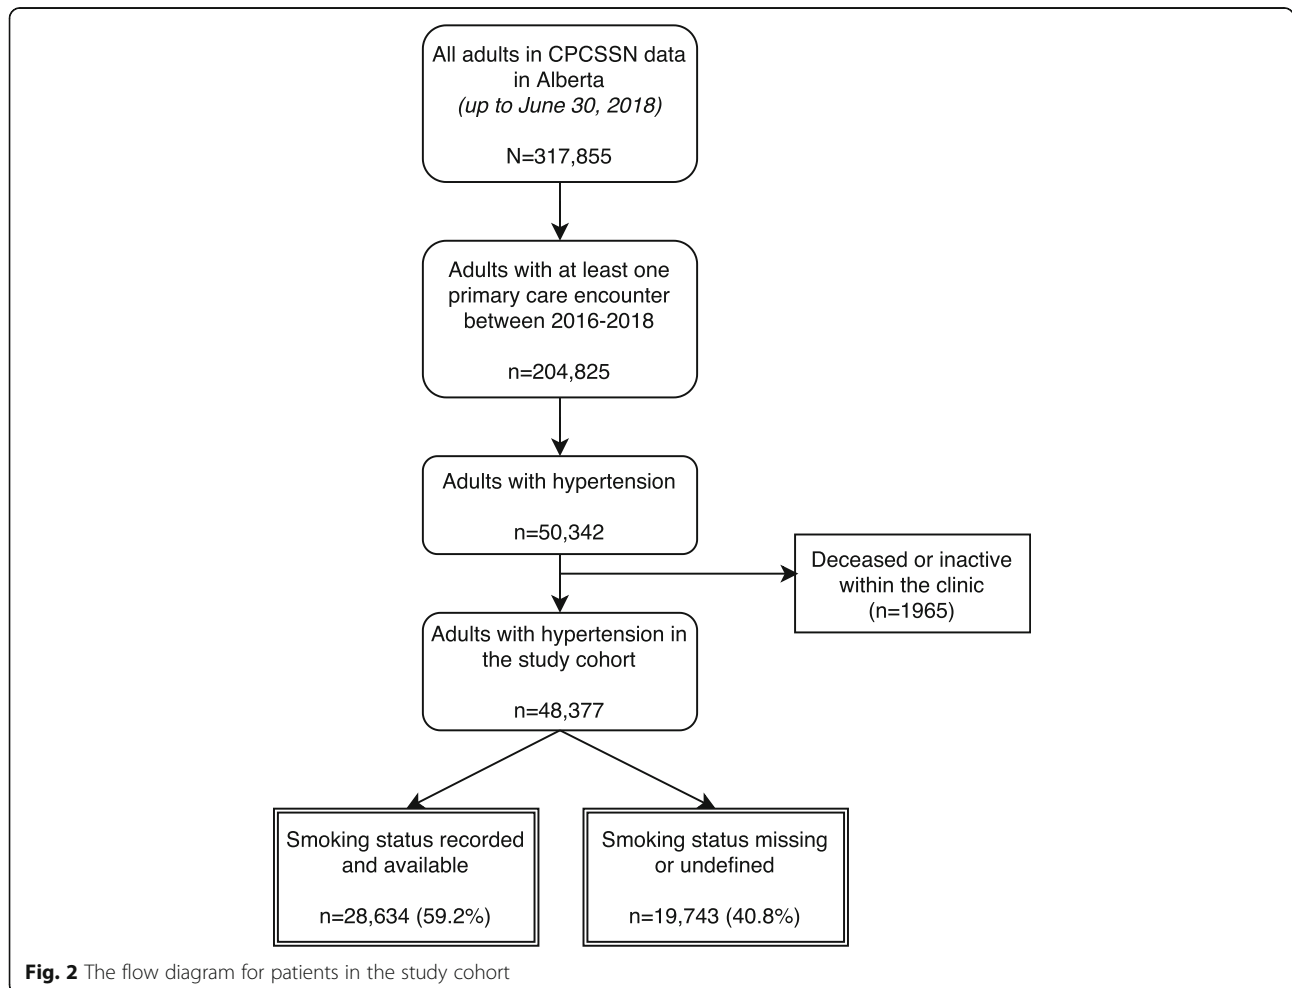 All adults in CPCSSN data
in Alberta
(up to June 30, 2018)
N=317,855
Adults with at least one
primary care encounter
between 2016-2018
n=204,825
Adults with hypertension
n=50,342
Deceased or inactive
within the clinic
(n=1965)
Adults with hypertension in
the study cohort
n=48,377
Smoking status recorded
and available
n=28,634 (59.2%)
Smoking status missing
or undefined
n=19,743 (40.8%)
Fig. 2 The flow diagram for patients in the study cohort